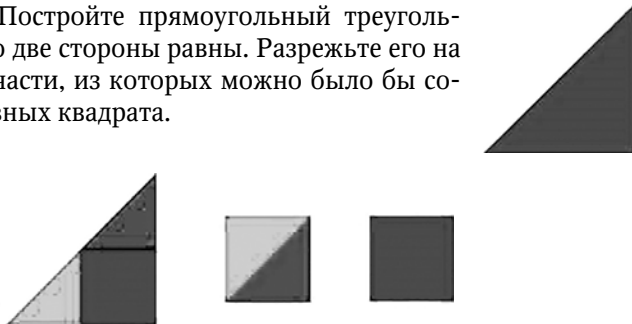 Постройте прямоугольный треуголь-
о две стороны равны. Разрежьте его на
части, из которых можно было бы со-
вных квадрата.